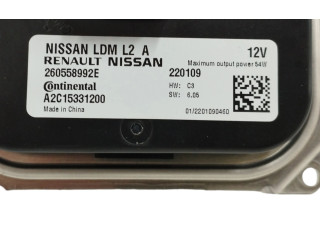 NISSAN LDM L2 A 12V
RENAULT NISSAN Maximum output power 54W
260558992E 220109
Continental HW: C3
A2C15331200 SW: 6.05
Made in China 01/2201090460